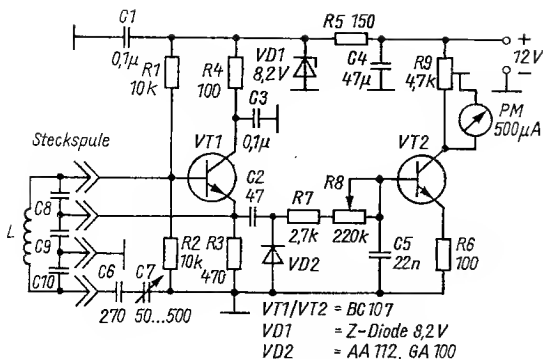 C1
0,1µ
R1
10k
R4
100
VD1
8,2V
R5 150
C4
47µ
R9
4,7k
+
12V
−
PM
500µA
C3
0,1µ
Steckspule
VT1
VT2
C2
47
R7
2,7k
R8
220k
C5
22n
R6
100
L
C8
C9
C10
C6
270
C7
50...500
R2
10k
R3
470
VD2
VT1/VT2 = BC107
VD1 = Z-Diode 8,2V
VD2 = AA 112, GA 100